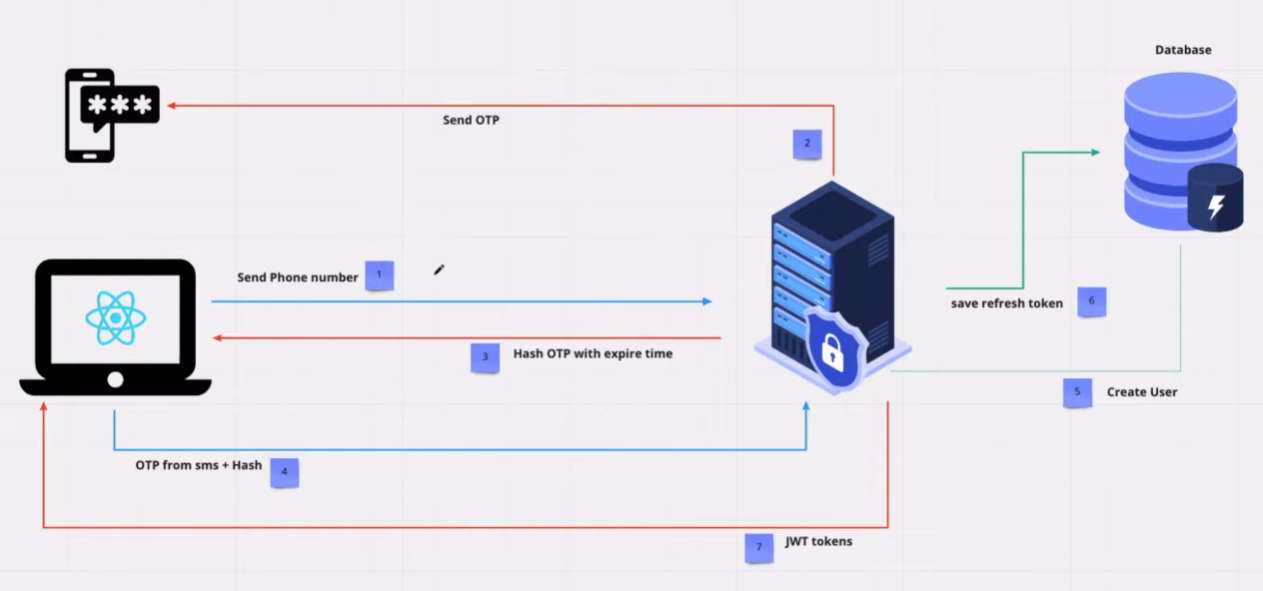 Database
***
Send OTP
2
Send Phone number 1
save refresh token 6
3 Hash OTP with expire time
5 Create User
OTP from sms + Hash 4
7 JWT tokens